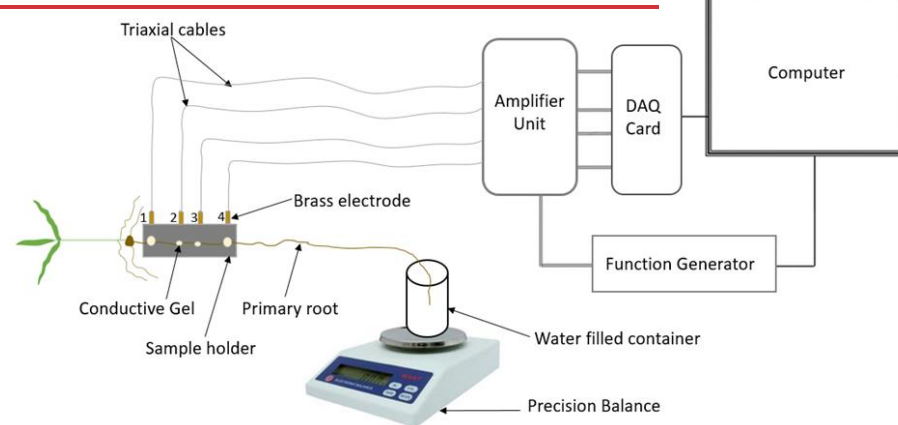 Triaxial cables
Amplifier
Unit
DAQ
Card
Computer
Brass electrode
1 2 3 4
Function Generator
Conductive Gel
Primary root
Sample holder
Water filled container
Precision Balance